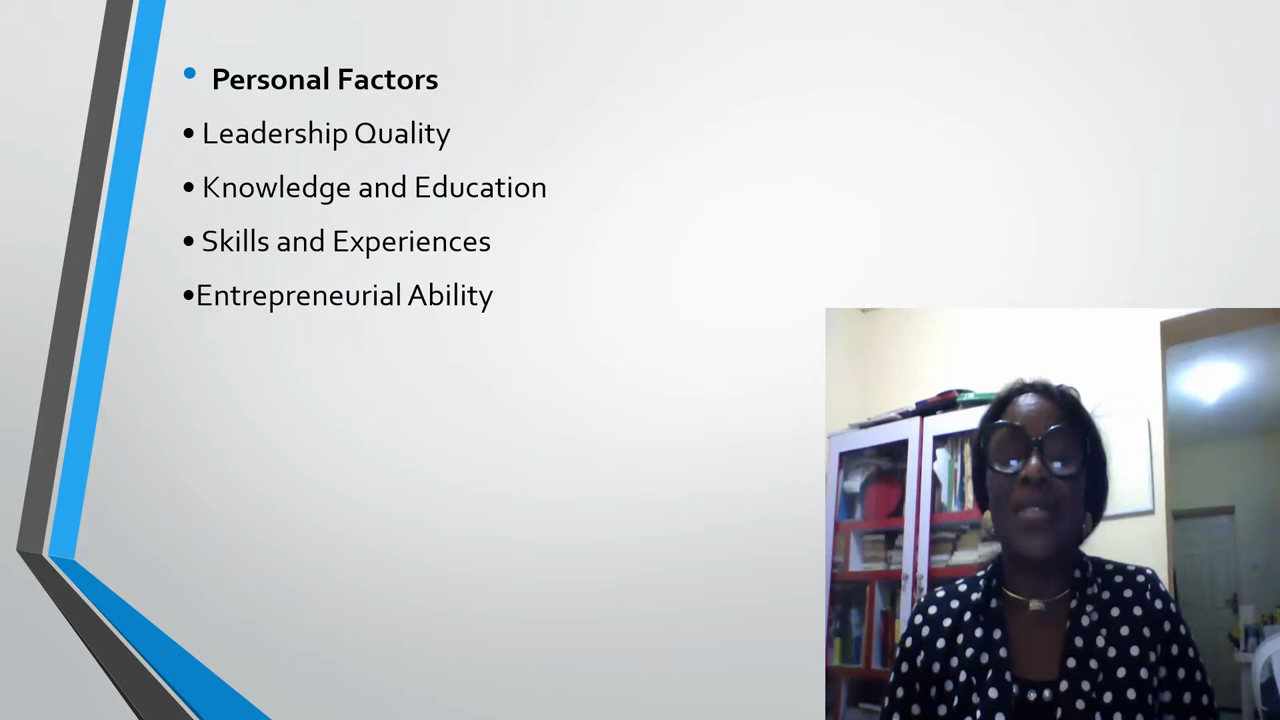 • Personal Factors
• Leadership Quality
• Knowledge and Education
• Skills and Experiences
•Entrepreneurial Ability